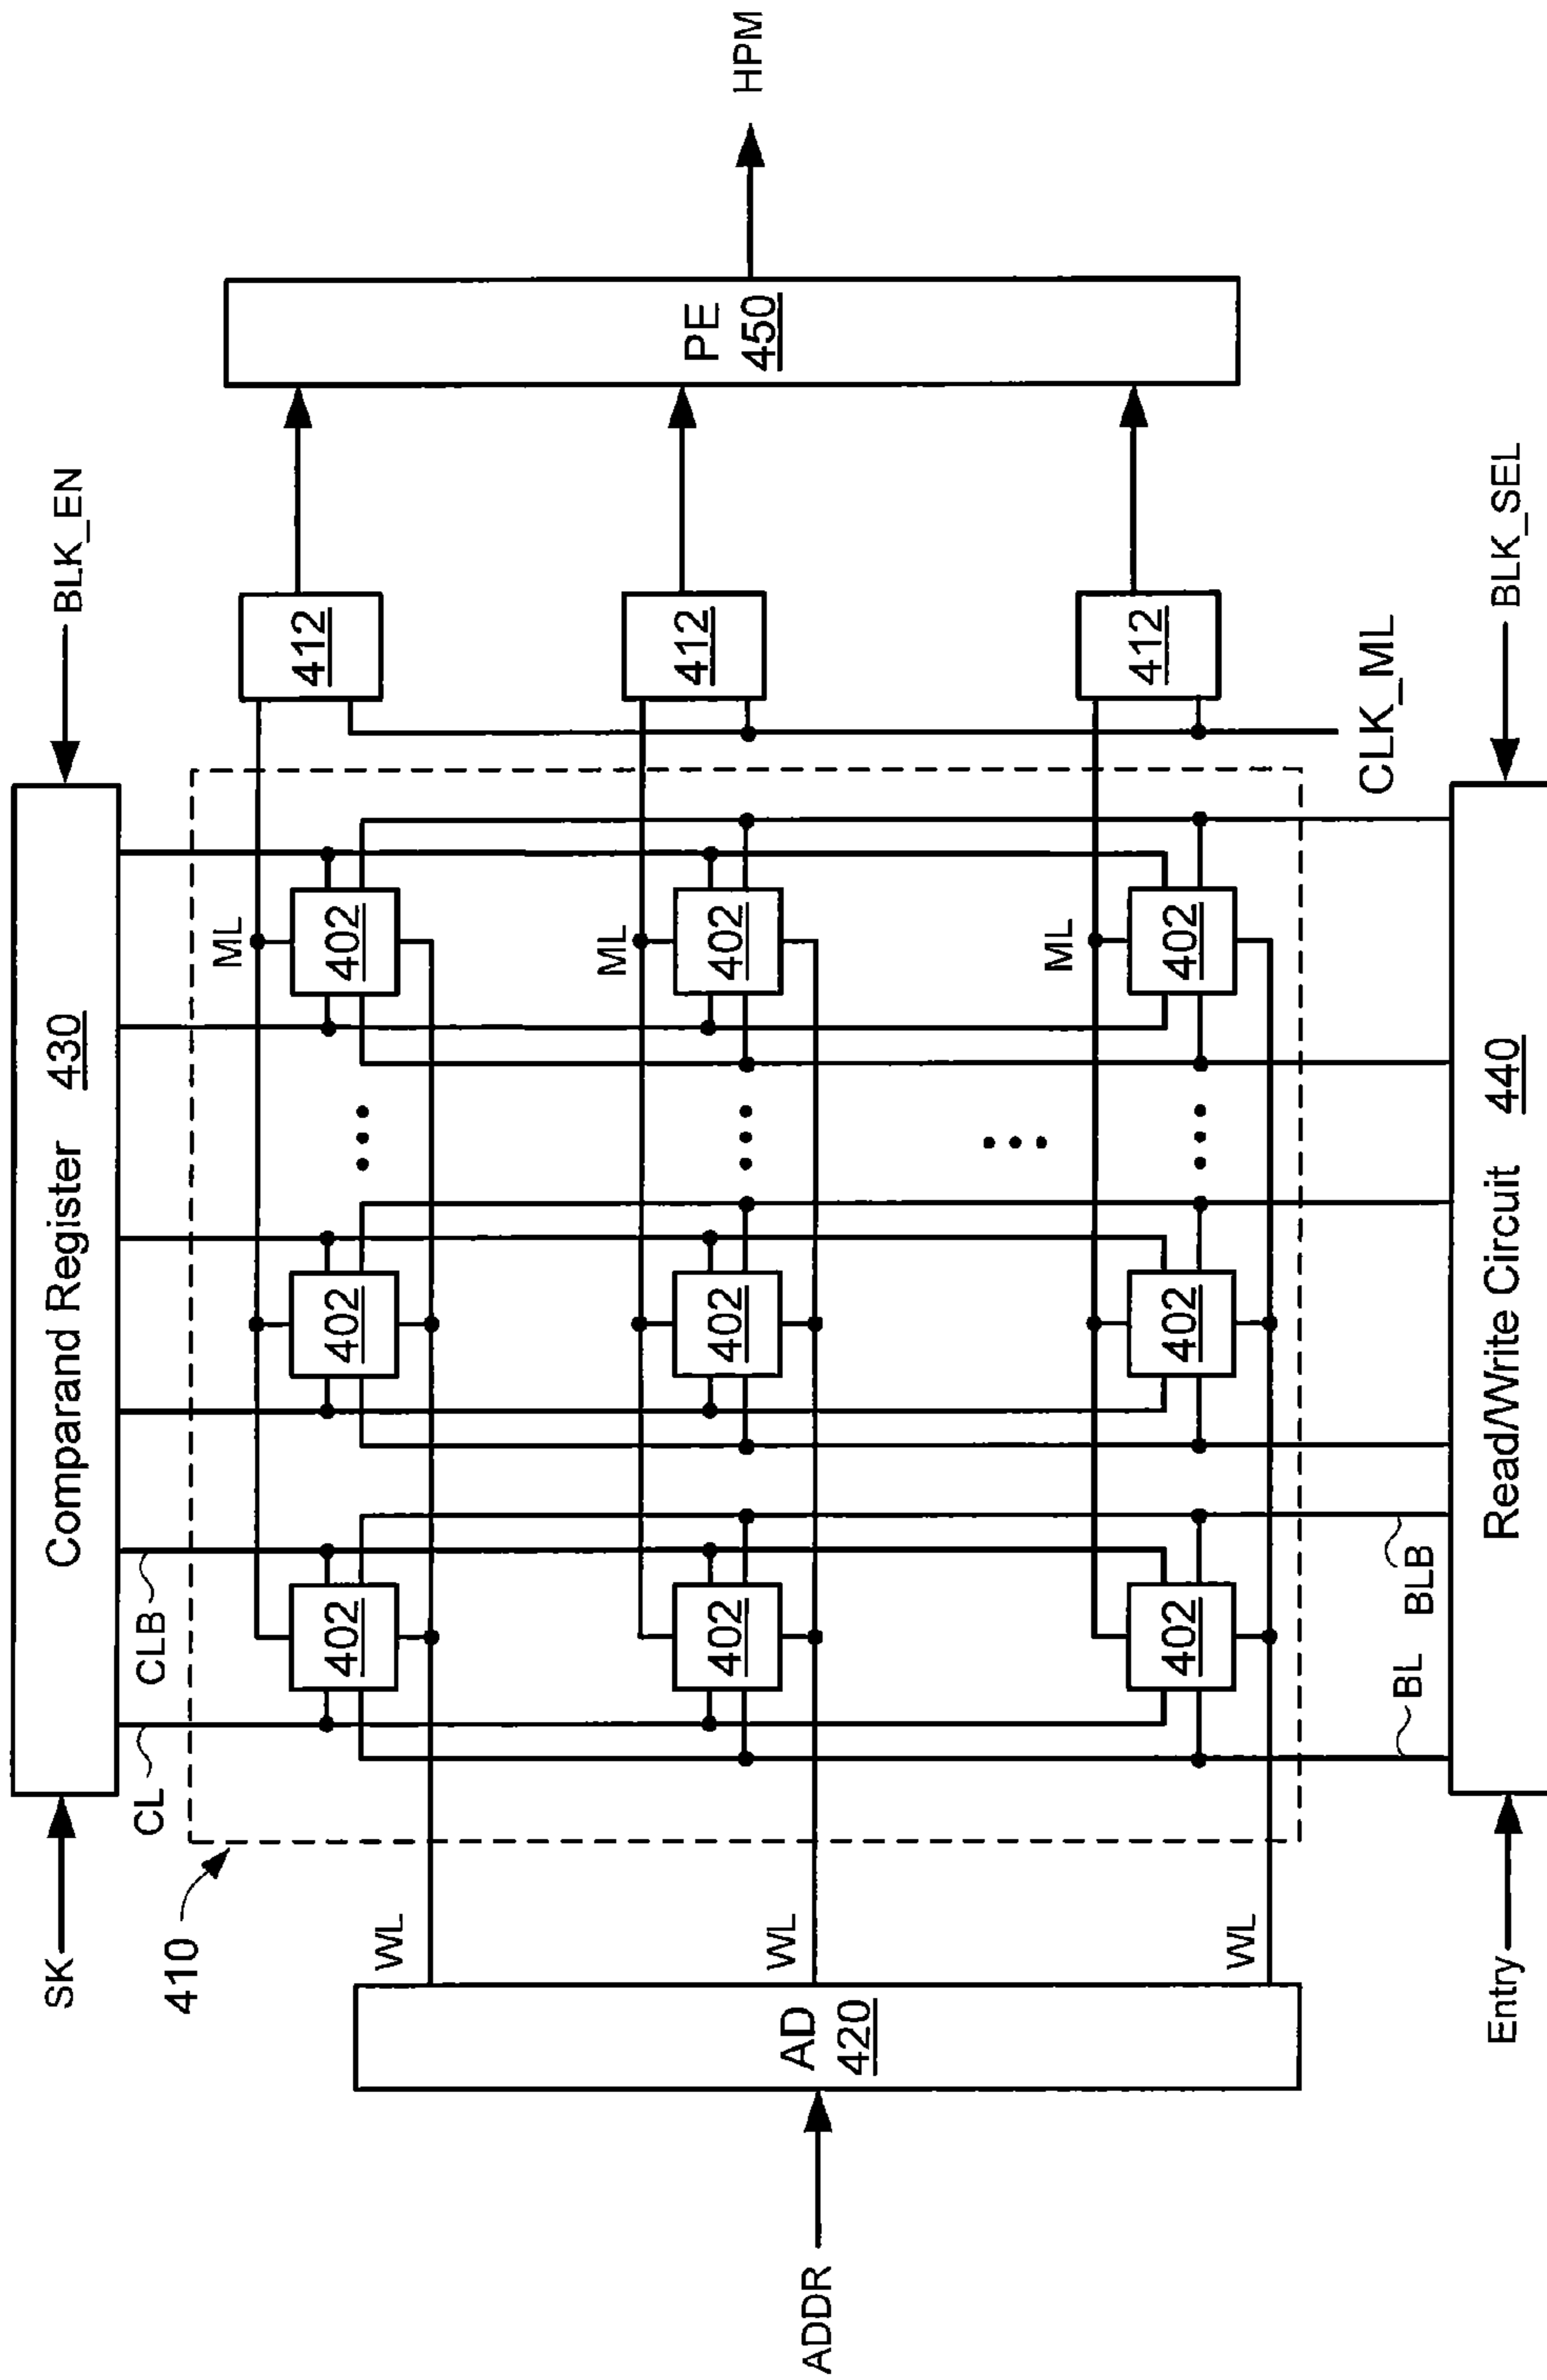 SK
Comparand Register 430
BLK_EN
410
CL
CLB
ML
402
402
402
412
WL
ML
402
402
402
412
PE
450
HPM
ADDR
AD
420
WL
ML
402
402
402
412
WL
CLK_ML
BL
BLB
Entry
Read/Write Circuit 440
BLK_SEL